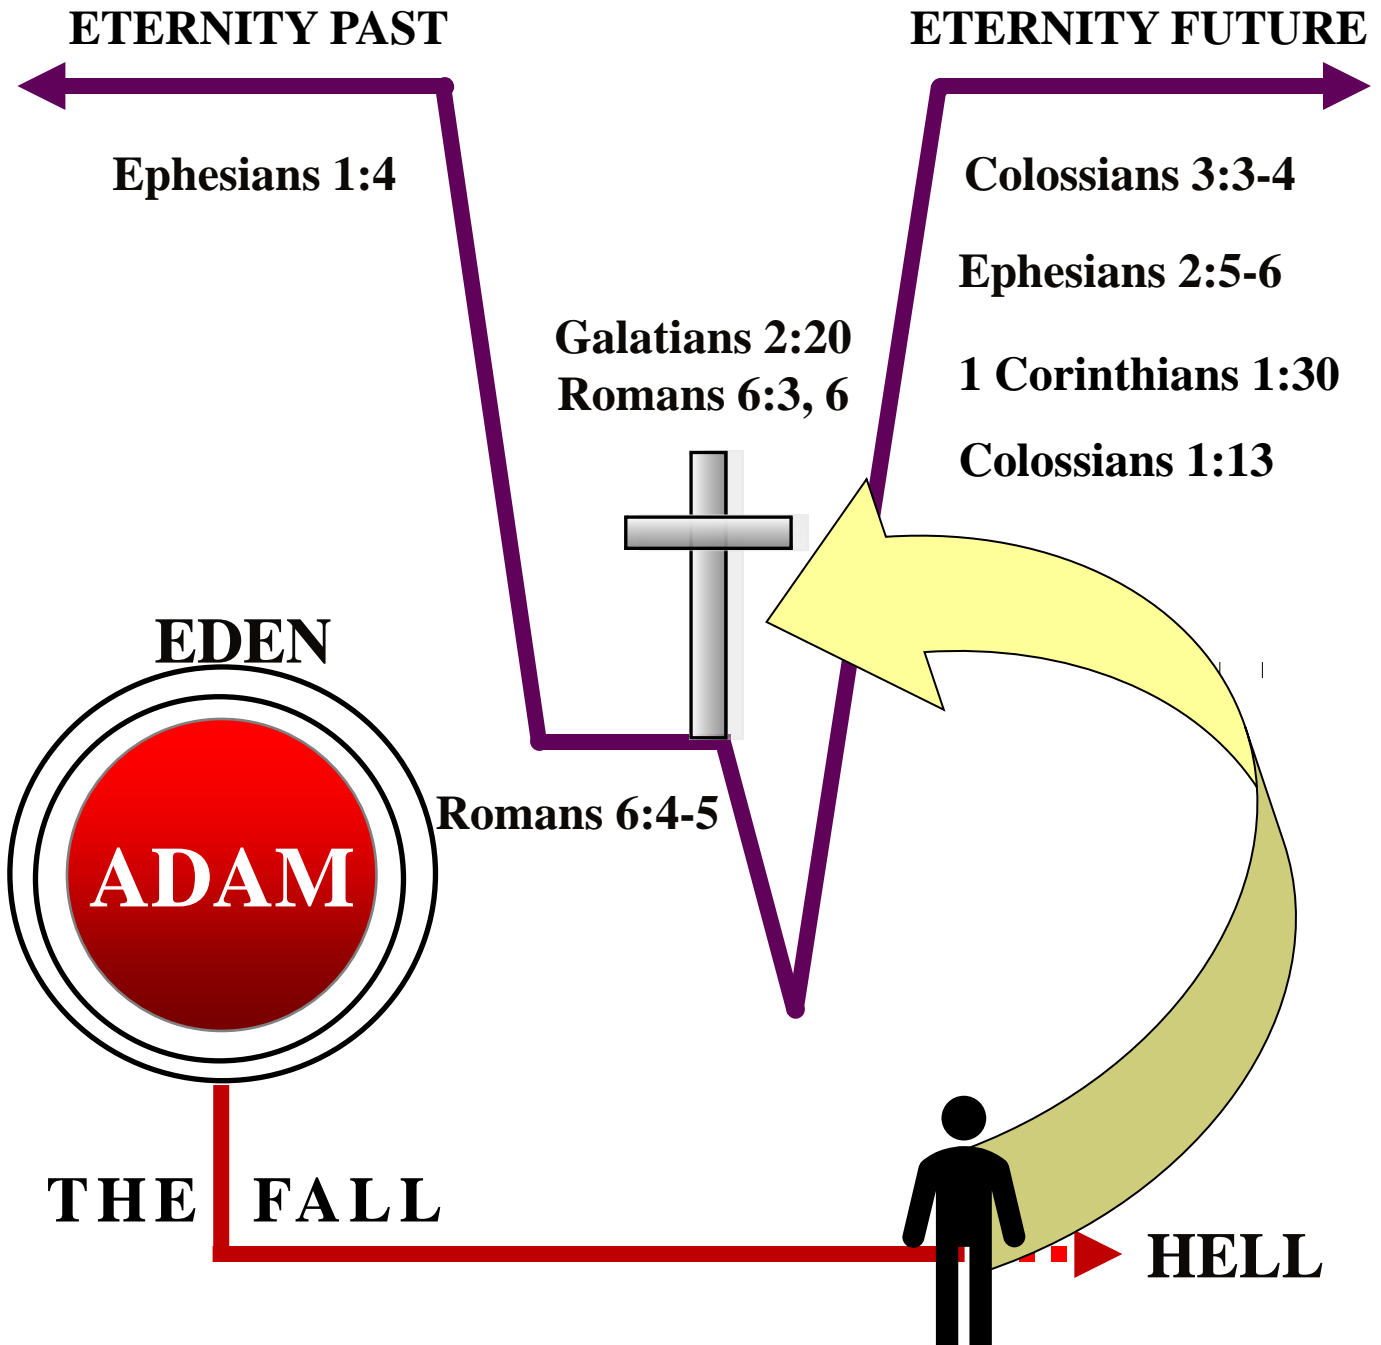 ETERNITY PAST
ETERNITY FUTURE
Ephesians 1:4
Colossians 3:3-4
Ephesians 2:5-6
Galatians 2:20
Romans 6:3, 6
1 Corinthians 1:30
Colossians 1:13
EDEN
ADAM
Romans 6:4-5
THE FALL
HELL